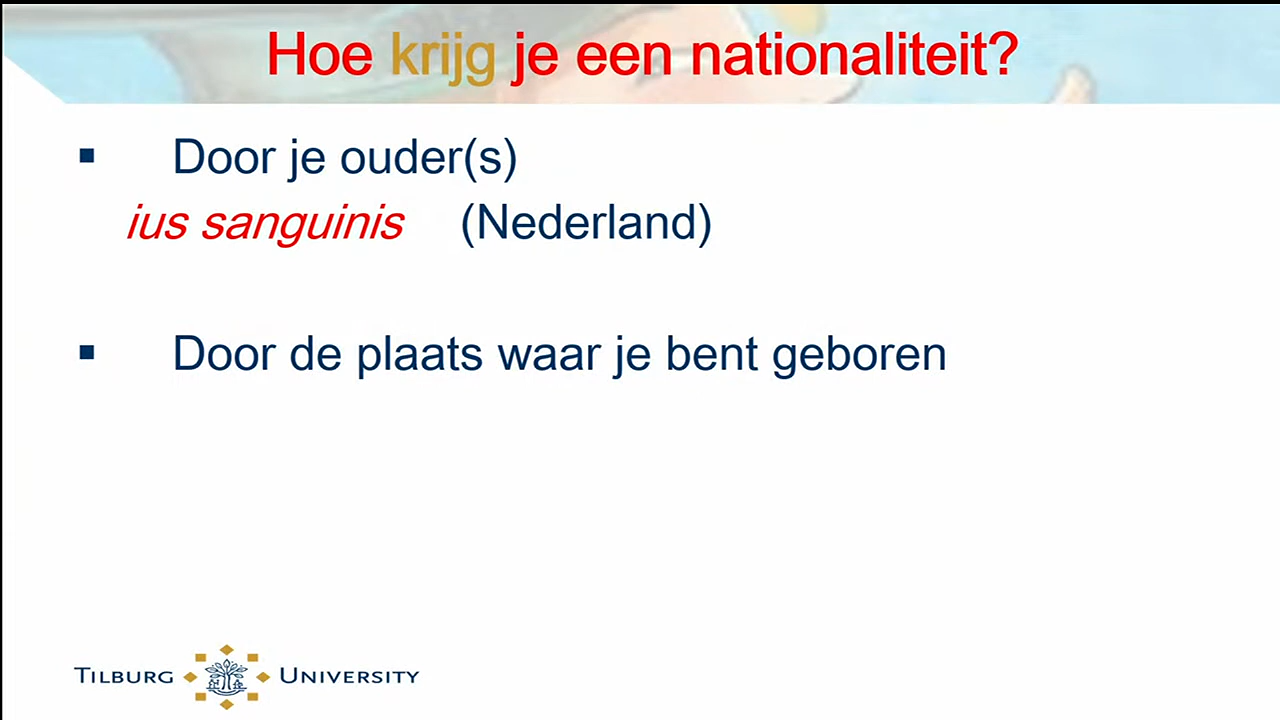 Hoe krijg je een nationaliteit?
▪ Door je ouder(s)
ius sanguinis (Nederland)
▪ Door de plaats waar je bent geboren
TILBURG UNIVERSITY